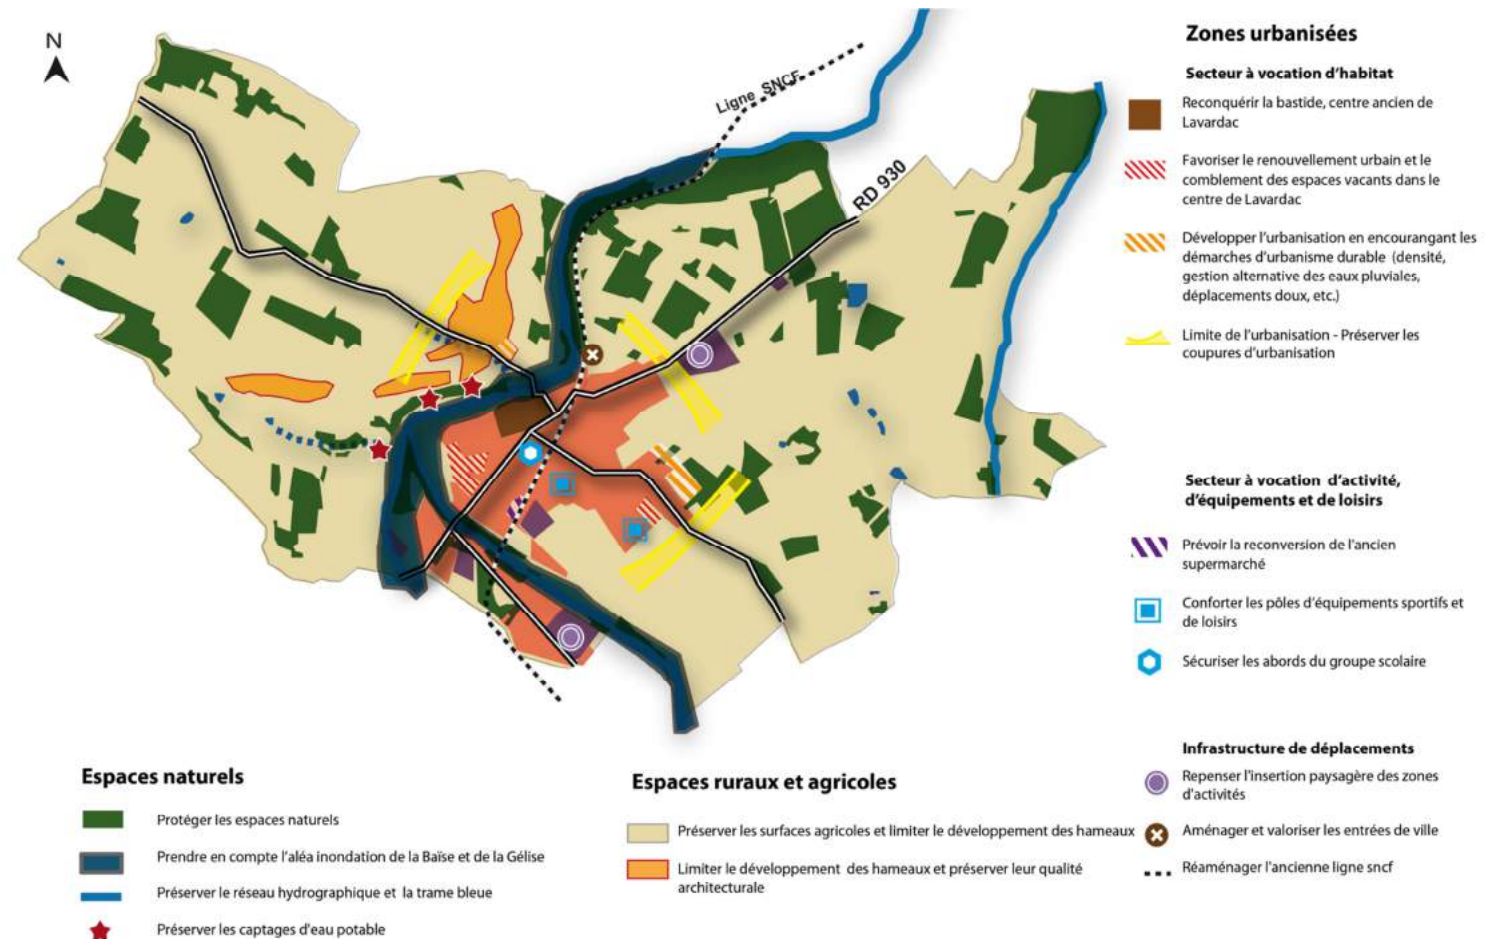 N
Ligne SNCF
RD 930
Zones urbanisées
Secteur à vocation d'habitat
Reconquérir la bastide, centre ancien de
Lavardac
Favoriser le renouvellement urbain et le
comblement des espaces vacants dans le
centre de Lavardac
Développer l'urbanisation en encourangant les
démarches d'urbanisme durable (densité,
gestion alternative des eaux pluviales,
déplacements doux, etc.)
Limite de l'urbanisation - Préserver les
coupures d'urbanisation
Secteur à vocation d'activité,
d'équipements et de loisirs
Prévoir la reconversion de l'ancien
supermarché
Conforter les pôles d'équipements sportifs et
de loisirs
Sécuriser les abords du groupe scolaire
Infrastructure de déplacements
Repenser l'insertion paysagère des zones
d'activités
Aménager et valoriser les entrées de ville
Réaménager l'ancienne ligne sncf
Espaces naturels
Protéger les espaces naturels
Prendre en compte l'aléa inondation de la Baïse et de la Gélise
Préserver le réseau hydrographique et la trame bleue
Préserver les captages d'eau potable
Espaces ruraux et agricoles
Préserver les surfaces agricoles et limiter le développement des hameaux
Limiter le développement des hameaux et préserver leur qualité
architecturale